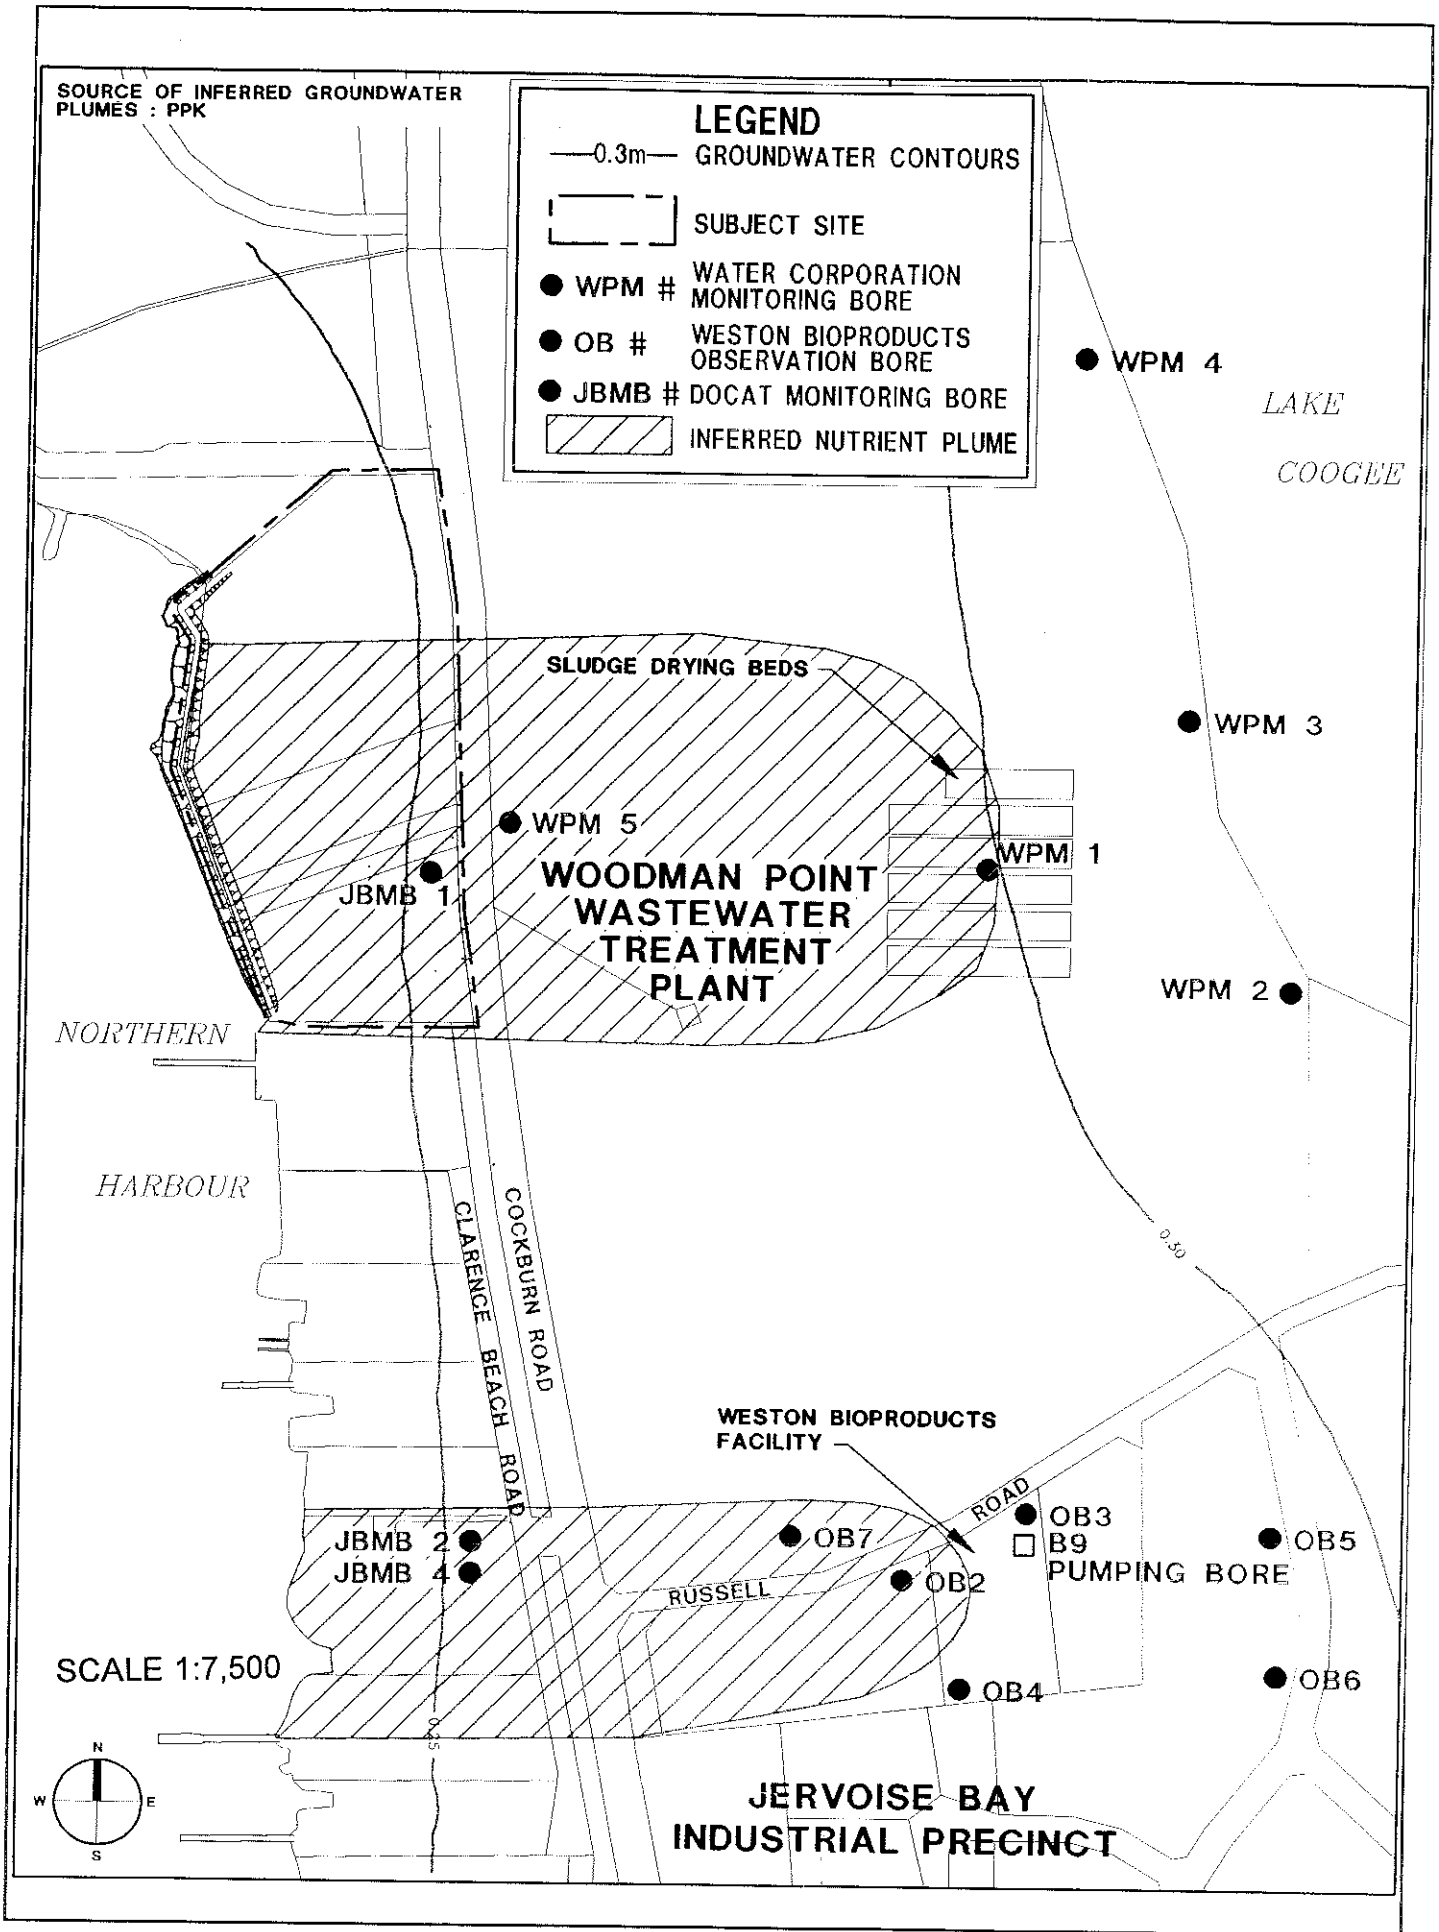 SOURCE OF INFERRED GROUNDWATER
PLUMES : PPK
LEGEND
0.3m GROUNDWATER CONTOURS
SUBJECT SITE
WPM # WATER CORPORATION
MONITORING BORE
OB # WESTON BIOPRODUCTS
OBSERVATION BORE
JBMB # DOCAT MONITORING BORE
INFERRED NUTRIENT PLUME
WPM 4
LAKE
COOGEE
SLUDGE DRYING BEDS
WPM 3
WPM 5
WPM 1
JBMB 1
WOODMAN POINT
WASTEWATER
TREATMENT
PLANT
WPM 2
NORTHERN
HARBOUR
CLARENCE BEACH ROAD
COCKBURN ROAD
0.30
WESTON BIOPRODUCTS
FACILITY
RUSSELL ROAD
OB3
B9
PUMPING BORE
OB5
JBMB 2
JBMB 4
OB7
OB2
SCALE 1:7,500
OB4
OB6
0.25
N
W E
S
JERVOISE BAY
INDUSTRIAL PRECINCT